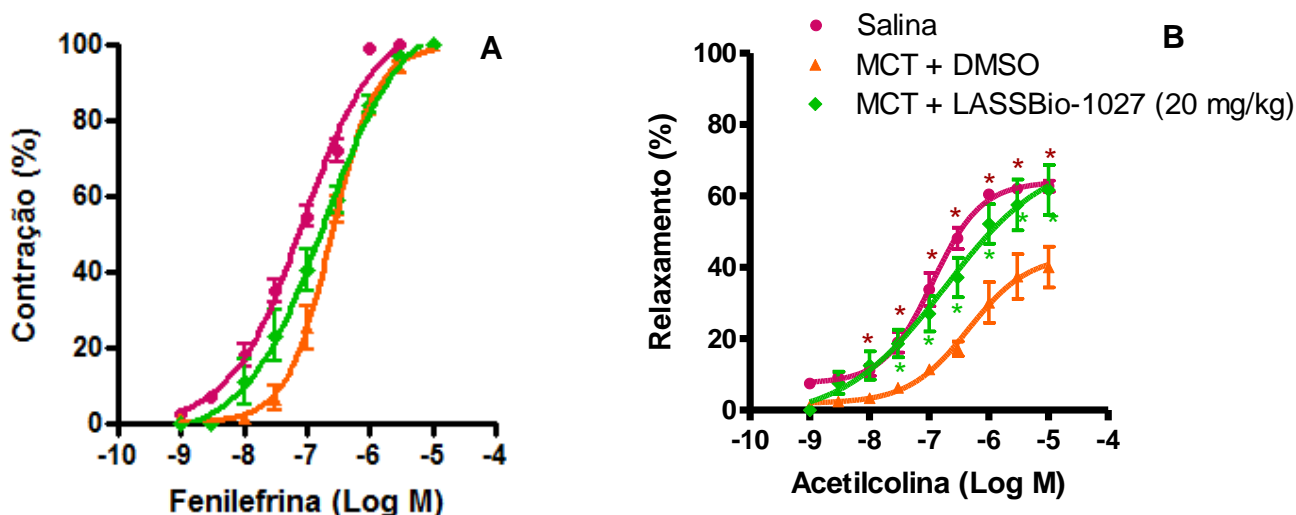 A
Contração (%)
100
80
60
40
20
0
-10 -9 -8 -7 -6 -5 -4
Fenilefrina (Log M)
B
Salina
MCT + DMSO
MCT + LASSBio-1027 (20 mg/kg)
Relaxamento (%)
100
80
60
40
20
0
* * * * * * *
* * * * * *
-10 -9 -8 -7 -6 -5 -4
Acetilcolina (Log M)